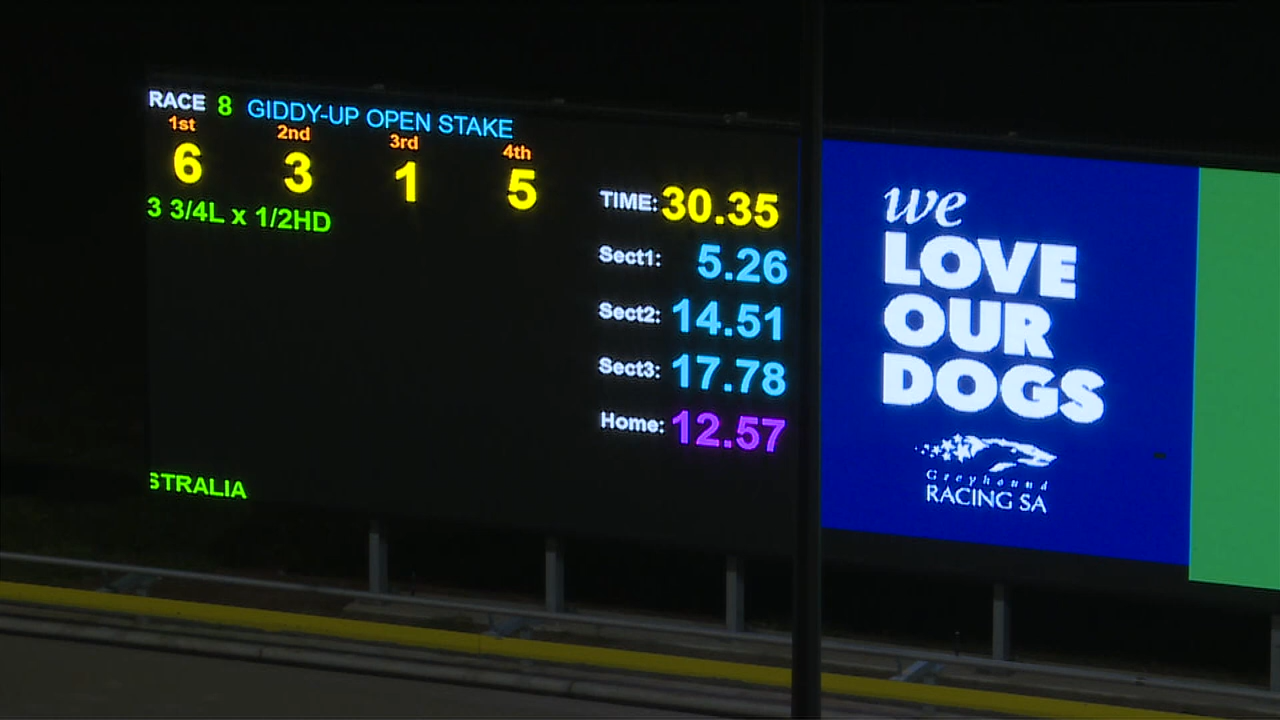 RACE 8 GIDDY-UP OPEN STAKE
1st 2nd 3rd 4th
6 3 1 5
3 3/4L x 1/2HD
TIME: 30.35
Sect1: 5.26
Sect2: 14.51
Sect3: 17.78
Home: 12.57
STRALIA
we
LOVE
OUR
DOGS
Greyhound
RACING SA